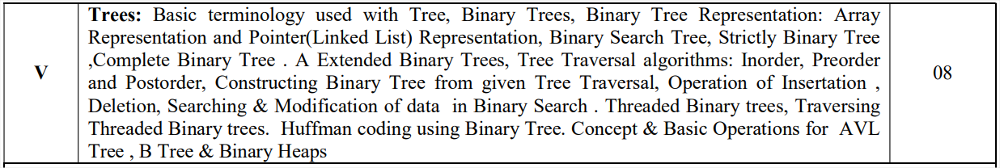 Trees: Basic terminology used with Tree, Binary Trees, Binary Tree Representation: Array
Representation and Pointer(Linked List) Representation, Binary Search Tree, Strictly Binary Tree
,Complete Binary Tree . A Extended Binary Trees, Tree Traversal algorithms: Inorder, Preorder
V
and Postorder, Constructing Binary Tree from given Tree Traversal, Operation of Insertation ,
08
Deletion, Searching & Modification of data in Binary Search . Threaded Binary trees, Traversing
Threaded Binary trees. Huffman coding using Binary Tree. Concept & Basic Operations for AVL
Tree , B Tree & Binary Heaps